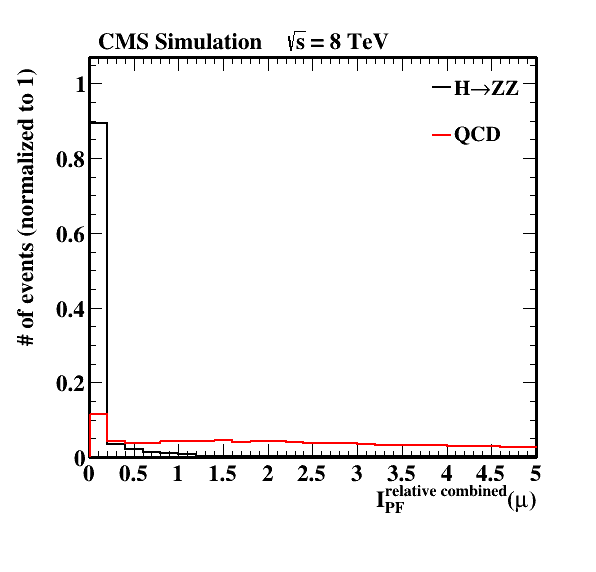 CMS Simulation √s = 8 TeV
# of events (normalized to 1)
1
0.8
0.6
0.4
0.2
0
H→ZZ
QCD
0 0.5 1 1.5 2 2.5 3 3.5 4 4.5 5
I_PF^relative combined(μ)